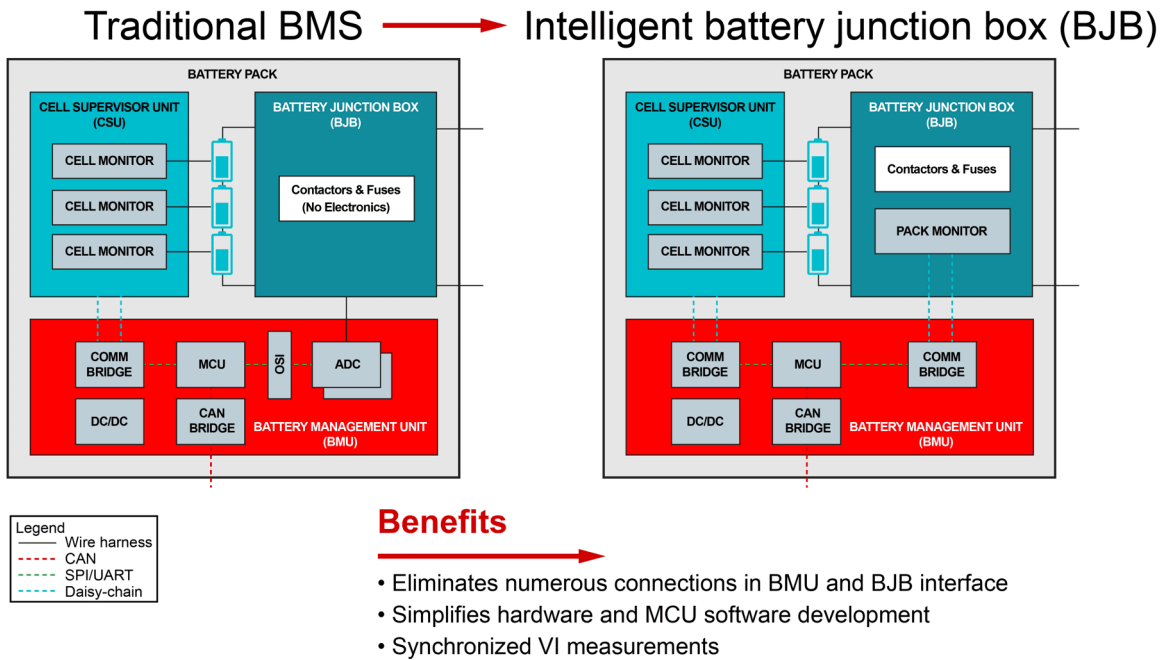 Traditional BMS
Intelligent battery junction box (BJB)
BATTERY PACK
CELL SUPERVISOR UNIT
(CSU)
CELL MONITOR
CELL MONITOR
CELL MONITOR
BATTERY JUNCTION BOX
(BJB)
Contactors & Fuses
(No Electronics)
COMM
BRIDGE
MCU
OSI
ADC
DC/DC
CAN
BRIDGE
BATTERY MANAGEMENT UNIT
(BMU)
BATTERY PACK
CELL SUPERVISOR UNIT
(CSU)
CELL MONITOR
CELL MONITOR
CELL MONITOR
BATTERY JUNCTION BOX
(BJB)
Contactors & Fuses
PACK MONITOR
COMM
BRIDGE
MCU
COMM
BRIDGE
DC/DC
CAN
BRIDGE
BATTERY MANAGEMENT UNIT
(BMU)
Legend
Wire harness
CAN
SPI/UART
Daisy-chain
Benefits
• Eliminates numerous connections in BMU and BJB interface
• Simplifies hardware and MCU software development
• Synchronized VI measurements